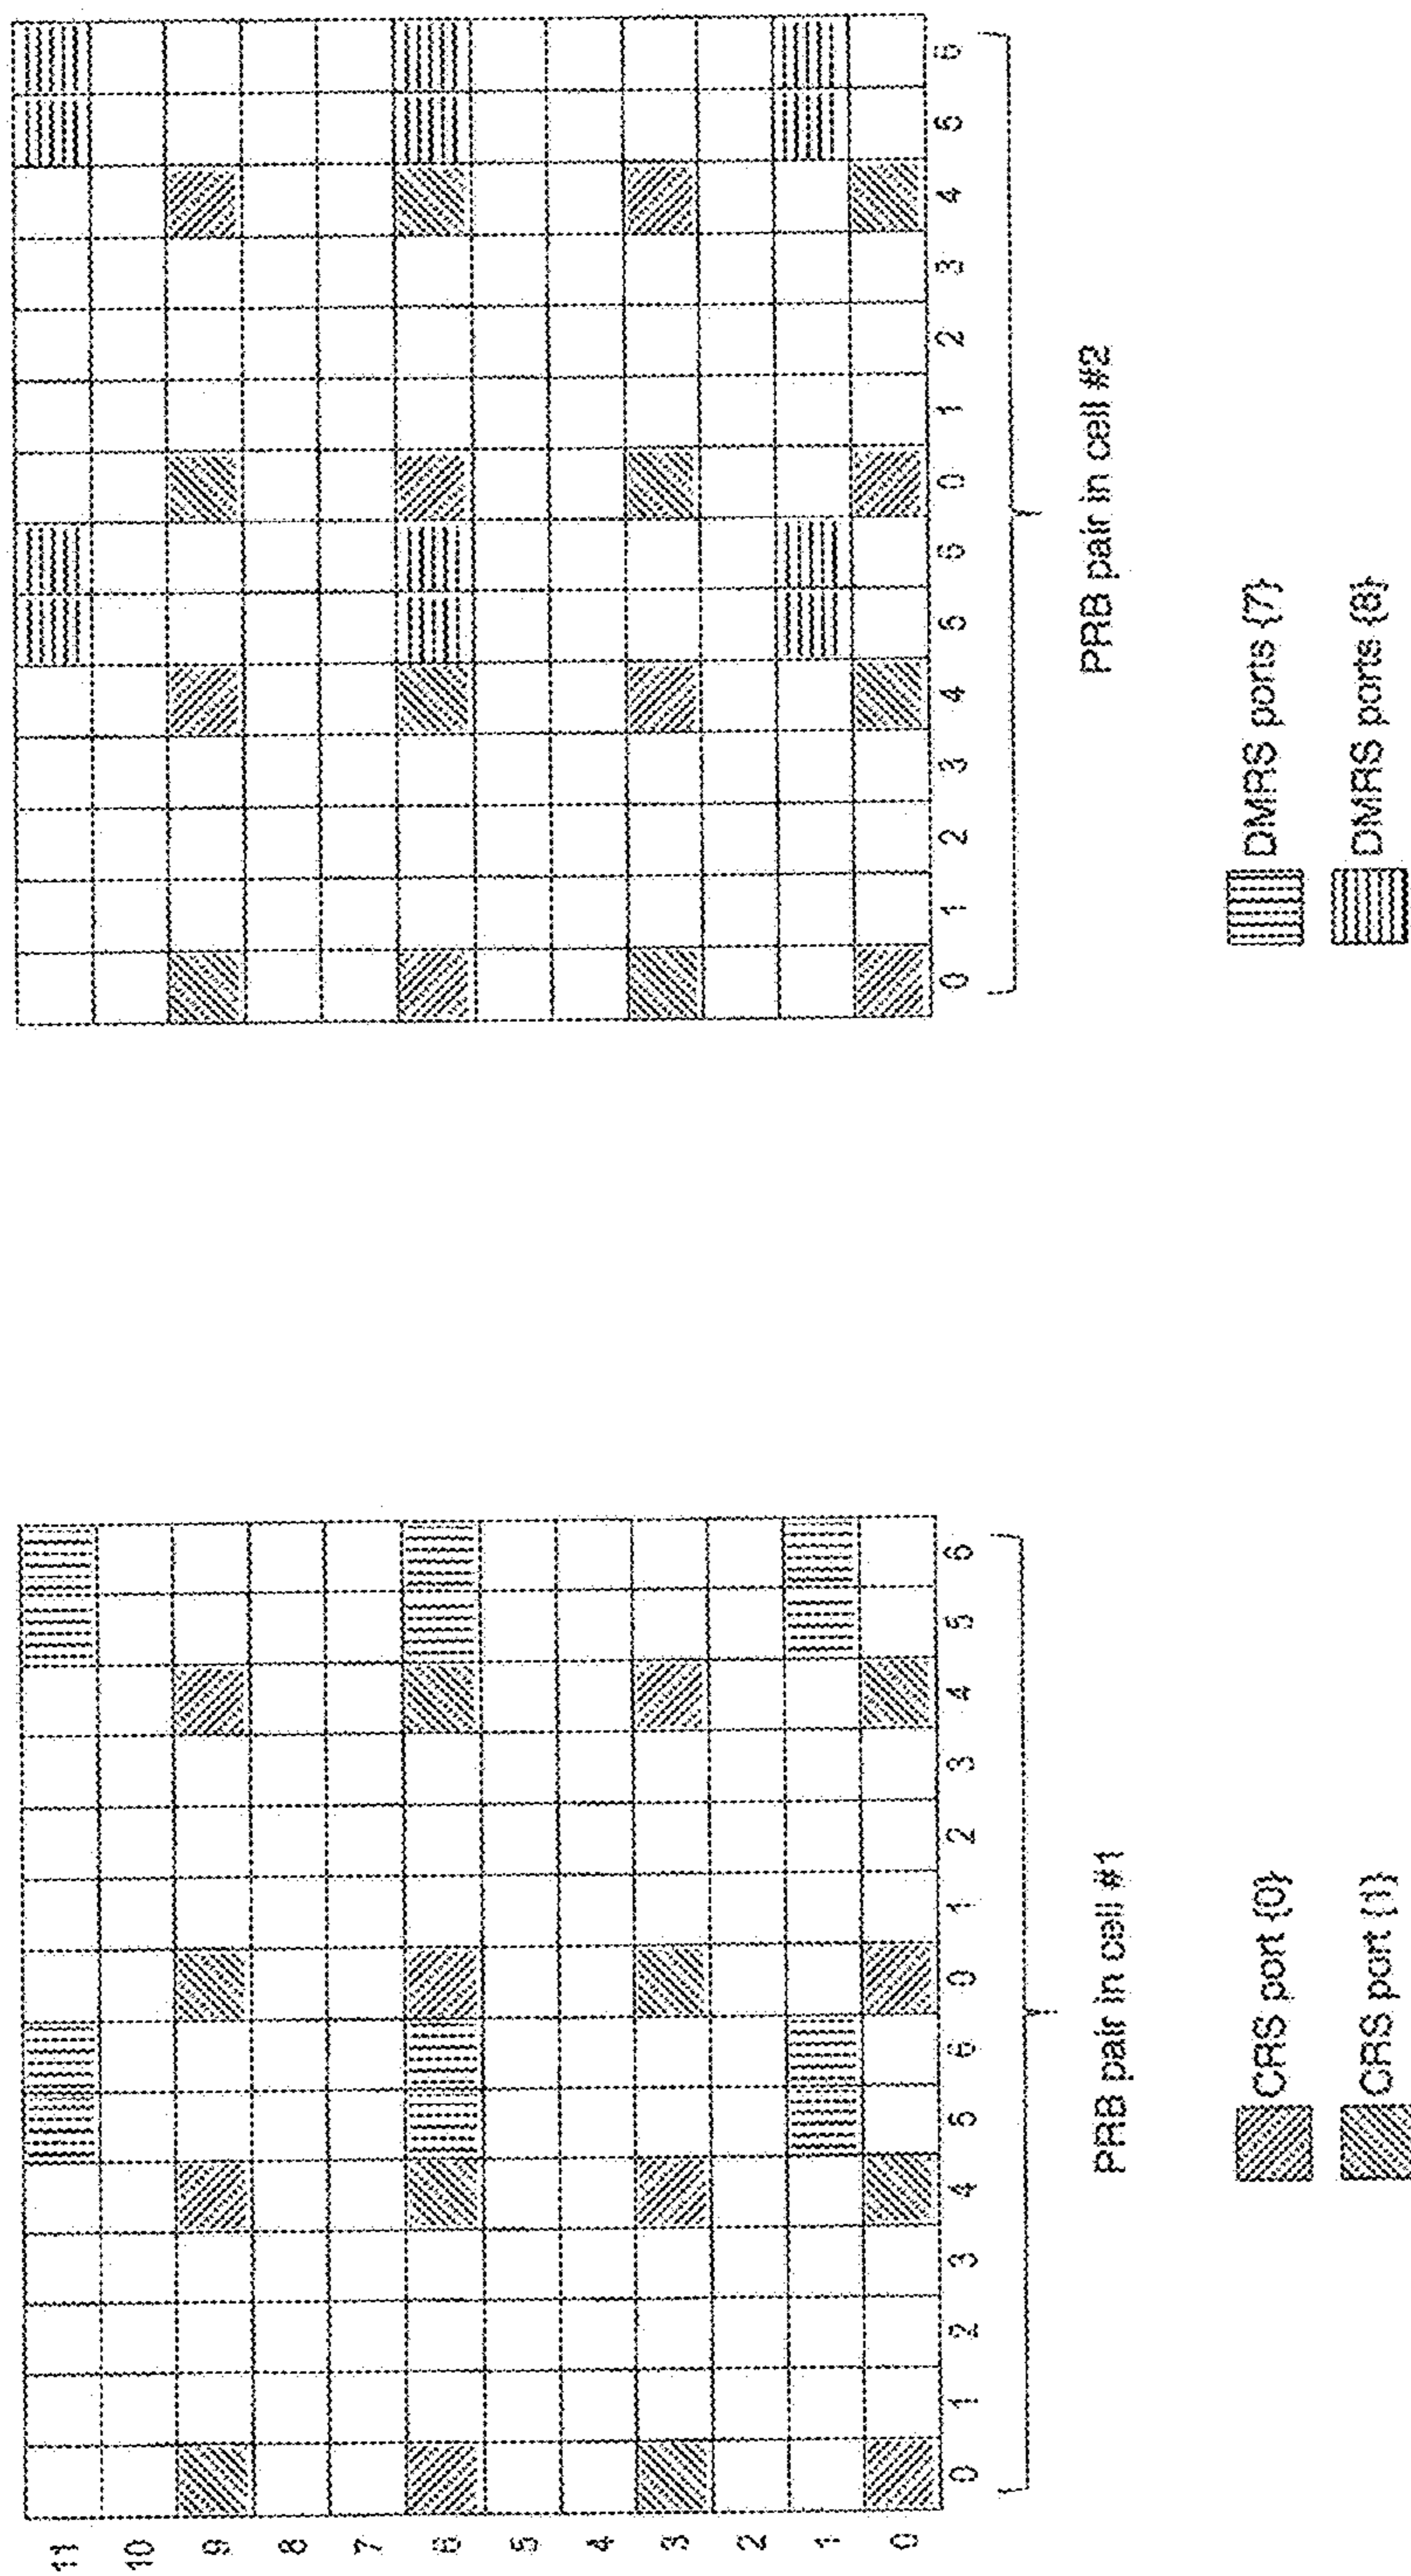 11
10
9
8
7
6
5
4
3
2
1
0
0 1 2 3 4 5 6 0 1 2 3 4 5 6
PRB pair in cell #1
0 1 2 3 4 5 6 0 1 2 3 4 5 6
PRB pair in cell #2
CRS port {0}
CRS port {1}
DMRS ports {7}
DMRS ports {8}